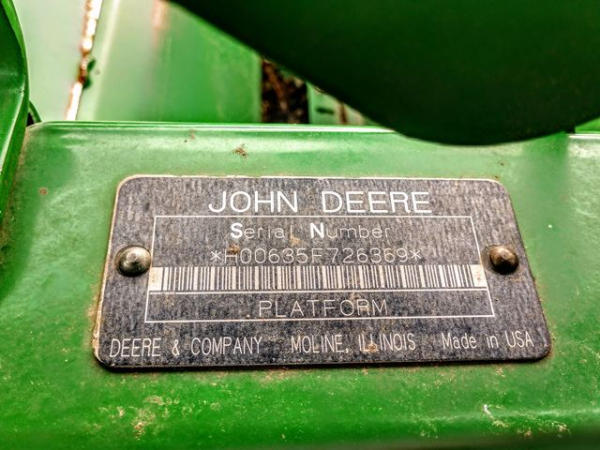 JOHN DEERE
Serial Number
*H00635F726369*
PLATFORM
DEERE & COMPANY MOLINE, ILLINOIS Made in USA